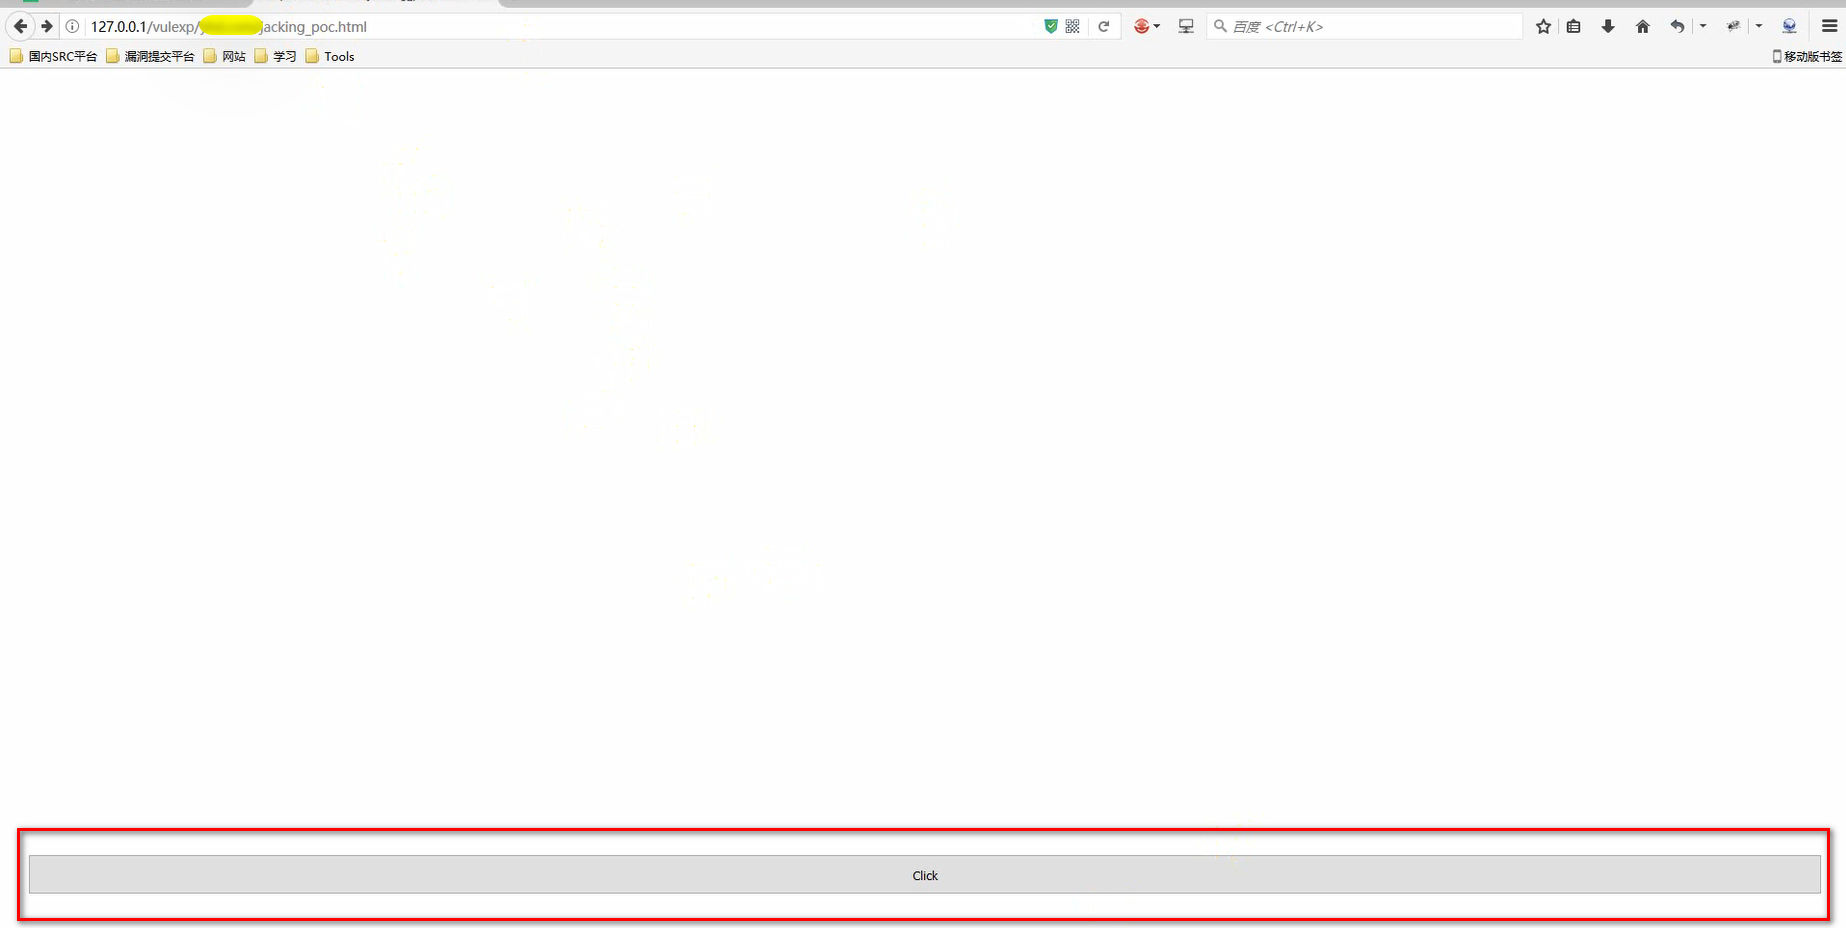 127.0.0.1/vulexp/ jacking_poc.html
百度 <Ctrl+K>
国内SRC平台 漏洞提交平台 网站 学习 Tools 移动版书签
Click